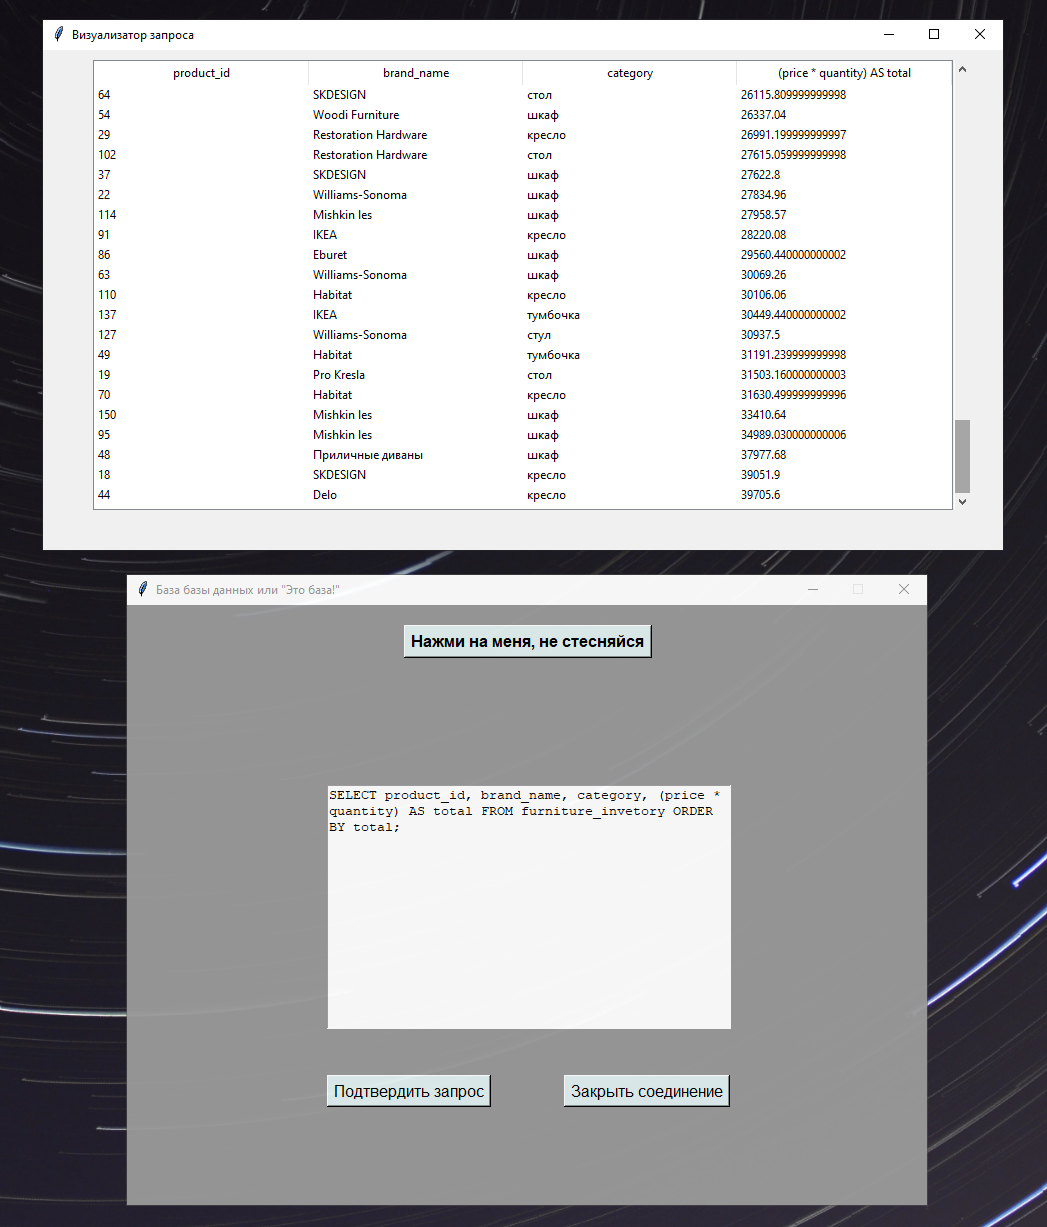 Визуализатор запроса
product_id brand_name category (price * quantity) AS total
64 SKDESIGN стол 26115.809999999998
54 Woodi Furniture шкаф 26337.04
29 Restoration Hardware кресло 26991.199999999997
102 Restoration Hardware стол 27615.059999999998
37 SKDESIGN шкаф 27622.8
22 Williams-Sonoma шкаф 27834.96
114 Mishkin les шкаф 27958.57
91 IKEA кресло 28220.08
86 Eburet шкаф 29560.440000000002
63 Williams-Sonoma шкаф 30069.26
110 Habitat кресло 30106.06
137 IKEA тумбочка 30449.440000000002
127 Williams-Sonoma стул 30937.5
49 Habitat тумбочка 31191.239999999998
19 Pro Kresla стол 31503.160000000003
70 Habitat кресло 31630.499999999996
150 Mishkin les шкаф 33410.64
95 Mishkin les шкаф 34989.030000000006
48 Приличные диваны шкаф 37977.68
18 SKDESIGN кресло 39051.9
44 Delo кресло 39705.6
База базы данных или "Это база!"
Нажми на меня, не стесняйся
SELECT product_id, brand_name, category, (price *
quantity) AS total FROM furniture_invetory ORDER
BY total;
Подтвердить запрос Закрыть соединение